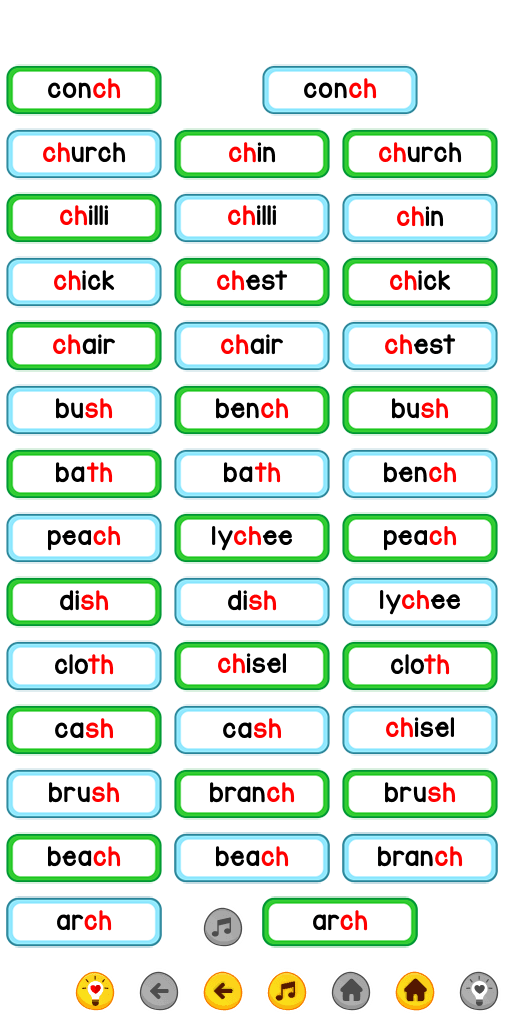 conch conch
church chin church
chilli chilli chin
chick chest chick
chair chair chest
bush bench bush
bath bath bench
peach lychee peach
dish dish lychee
cloth chisel cloth
cash cash chisel
brush branch brush
beach beach branch
arch arch